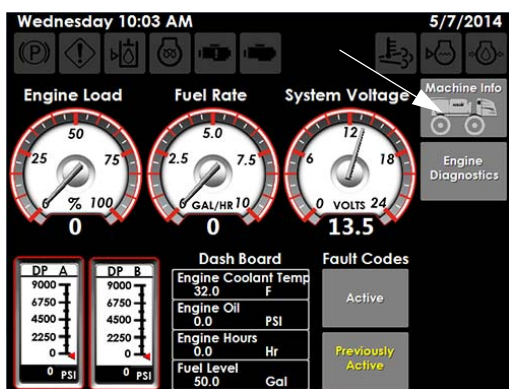 Wednesday 10:03 AM 5/7/2014
(P)
Engine Load Fuel Rate System Voltage Machine Info
50 5.0 12
25 75 2.5 7.5 6 18
0 % 100 0 GAL/HR 10 0 VOLTS 24
0 0 13.5
Engine
Diagnostics
DP A DP B Dash Board Fault Codes
9000 9000
6750 6750
4500 4500
2250 2250
0 0
0 PSI 0 PSI
Engine Coolant Temp
32.0 F
Engine Oil
0.0 PSI
Engine Hours
0.0 Hr
Fuel Level
50.0 Gal
Active
Previously
Active